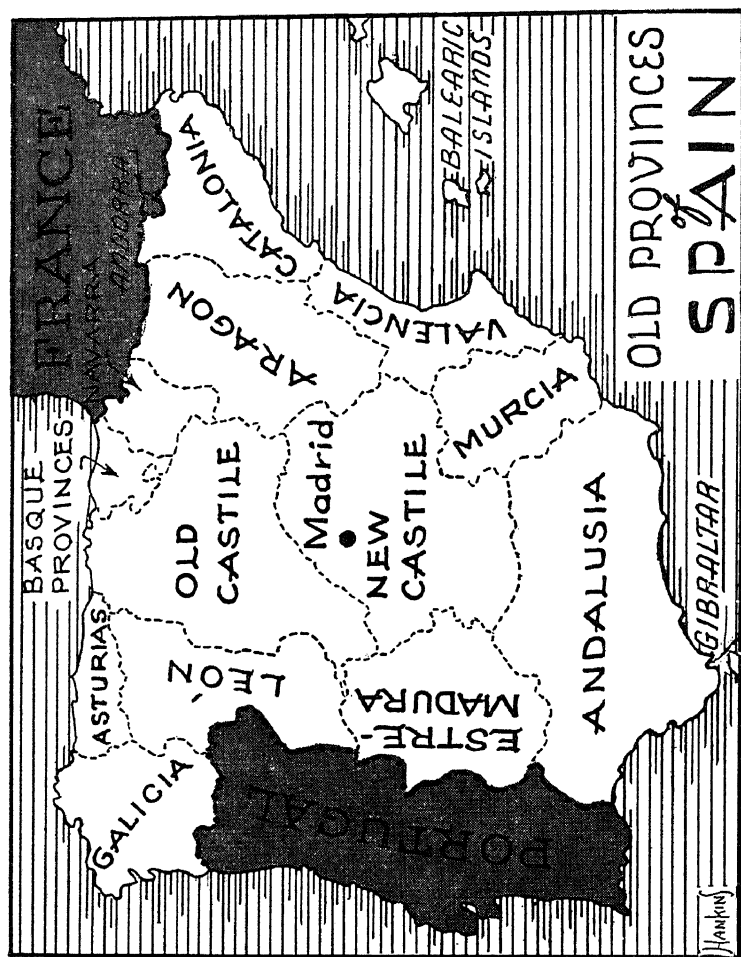 OLD PROVINCES
of
SPAIN
FRANCE
ANDORRA
NAVARRA
BASQUE
PROVINCES
ASTURIAS
GALICIA
LEÓN
OLD
CASTILE
ARAGON
CATALONIA
BALEARIC
ISLANDS
VALENCIA
Madrid
NEW
CASTILE
ESTRE-
MADURA
MURCIA
ANDALUSIA
PORTUGAL
GIBRALTAR
HANKINS